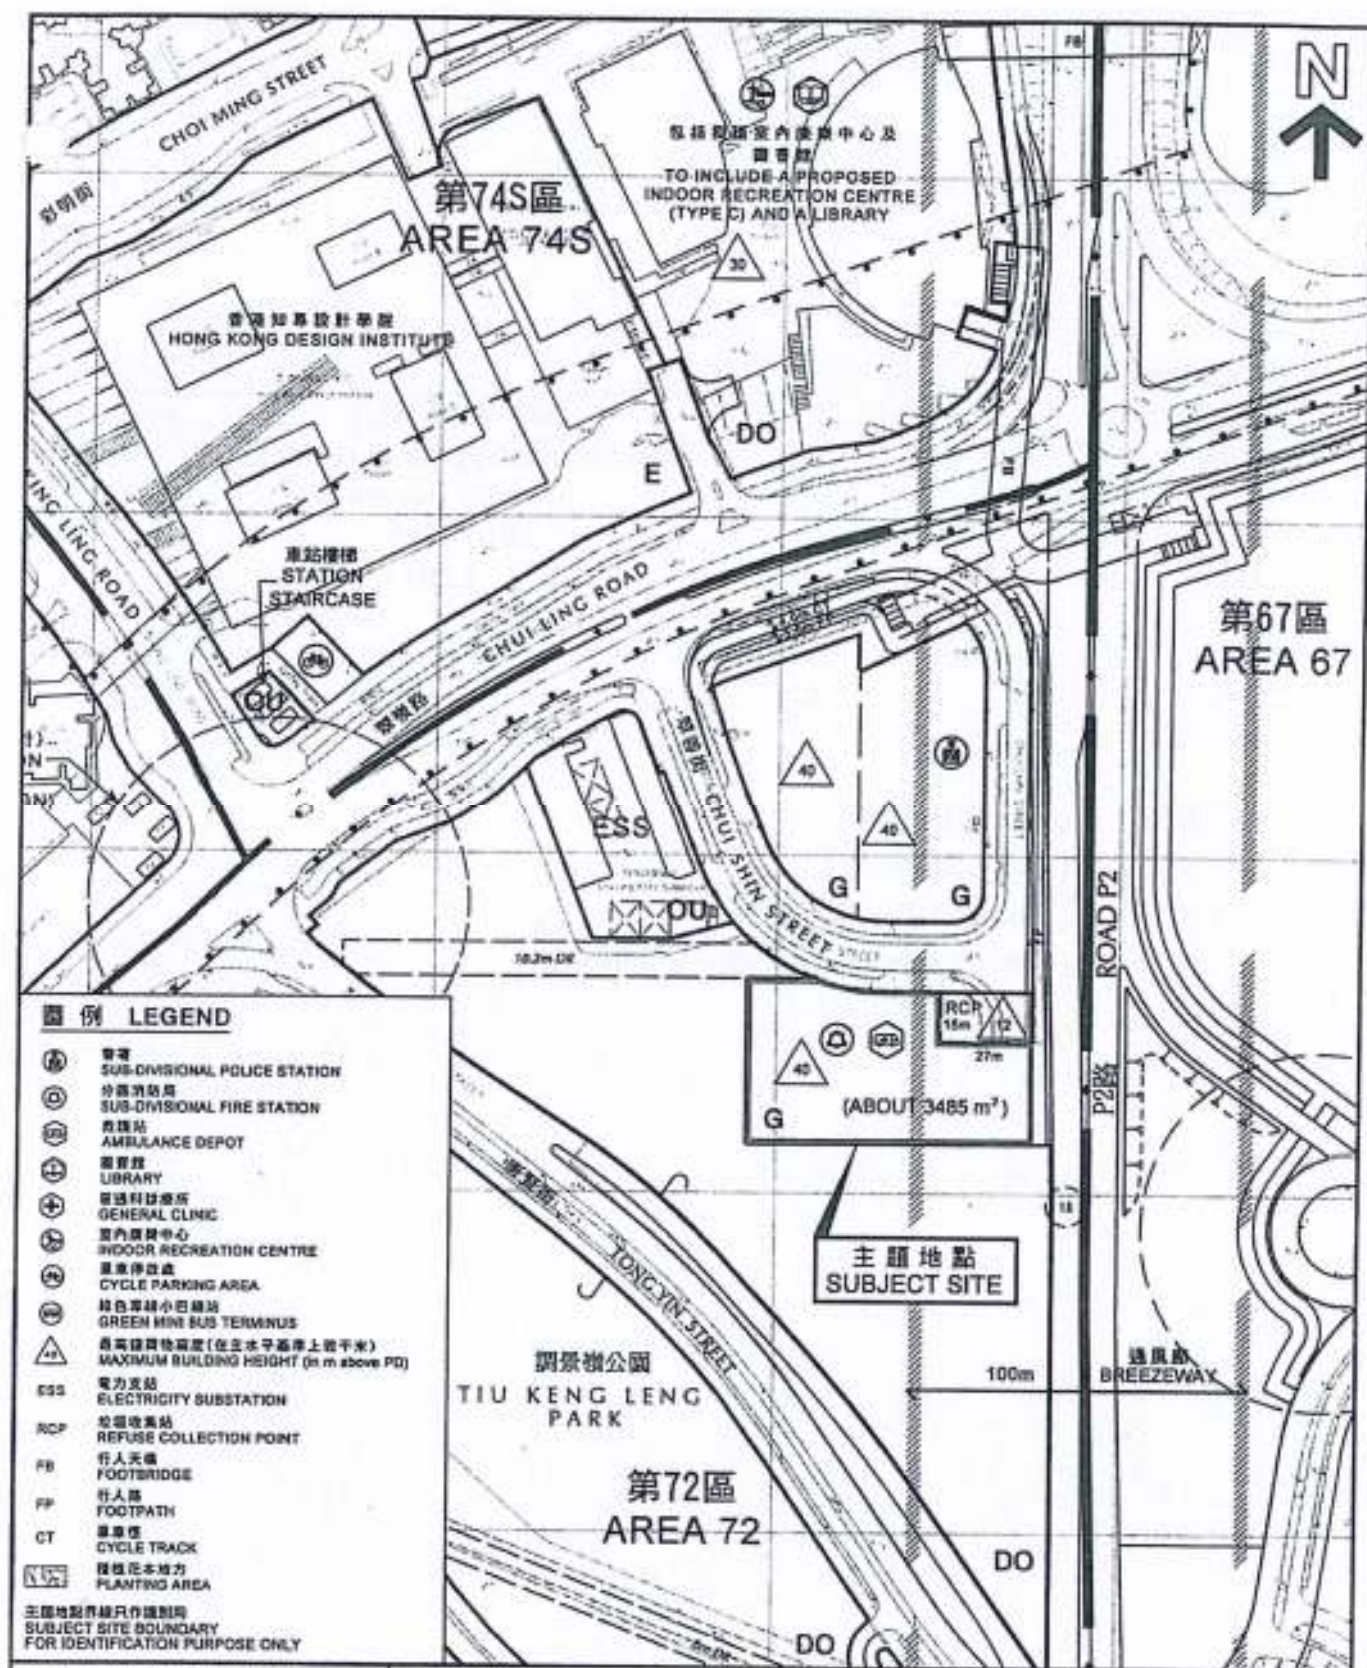 CHOI MING STREET
彩明街
N
包括擬議室內康樂中心及
圖書館
TO INCLUDE A PROPOSED
INDOOR RECREATION CENTRE
(TYPE C) AND A LIBRARY
30
FB
第74S區
AREA 74S
香港知專設計學院
HONG KONG DESIGN INSTITUTE
DO
E
FB
KING LING ROAD
車站樓梯
STATION
STAIRCASE
OU
CHUI LING ROAD
翠嶺路
第67區
AREA 67
40
40
ESS
OU
CHUI SHIN STREET
G
G
10.2m DR
ROAD P2
P2路
RCP
15m
12
27m
40
G
(ABOUT 3485 m²)
主題地點
SUBJECT SITE
TONG YIN STREET
唐賢街
調景嶺公園
TIU KENG LENG
PARK
100m
通風廊
BREEZEWAY
第72區
AREA 72
DO
DO
圖例 LEGEND
警署
SUB-DIVISIONAL POLICE STATION
分區消防局
SUB-DIVISIONAL FIRE STATION
救護站
AMBULANCE DEPOT
圖書館
LIBRARY
普通科診療所
GENERAL CLINIC
室內康樂中心
INDOOR RECREATION CENTRE
單車停放處
CYCLE PARKING AREA
綠色專線小巴總站
GREEN MINI BUS TERMINUS
最高建築物高度(在主水平基準上若干米)
MAXIMUM BUILDING HEIGHT (in m above PD)
ESS
電力支站
ELECTRICITY SUBSTATION
RCP
垃圾收集站
REFUSE COLLECTION POINT
FB
行人天橋
FOOTBRIDGE
FP
行人路
FOOTPATH
CT
單車徑
CYCLE TRACK
種植花木地方
PLANTING AREA
主題地點界線只作識別用
SUBJECT SITE BOUNDARY
FOR IDENTIFICATION PURPOSE ONLY